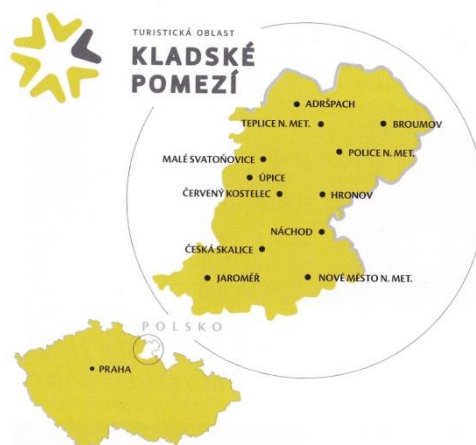 TURISTICKÁ OBLAST
KLADSKÉ
POMEZÍ
ADRŠPACH
TEPLICE N. MET.
BROUMOV
POLICE N. MET.
MALÉ SVATOŇOVICE
ÚPICE
ČERVENÝ KOSTELEC
HRONOV
NÁCHOD
ČESKÁ SKALICE
JAROMĚŘ
NOVÉ MĚSTO N. MET.
POLSKO
PRAHA